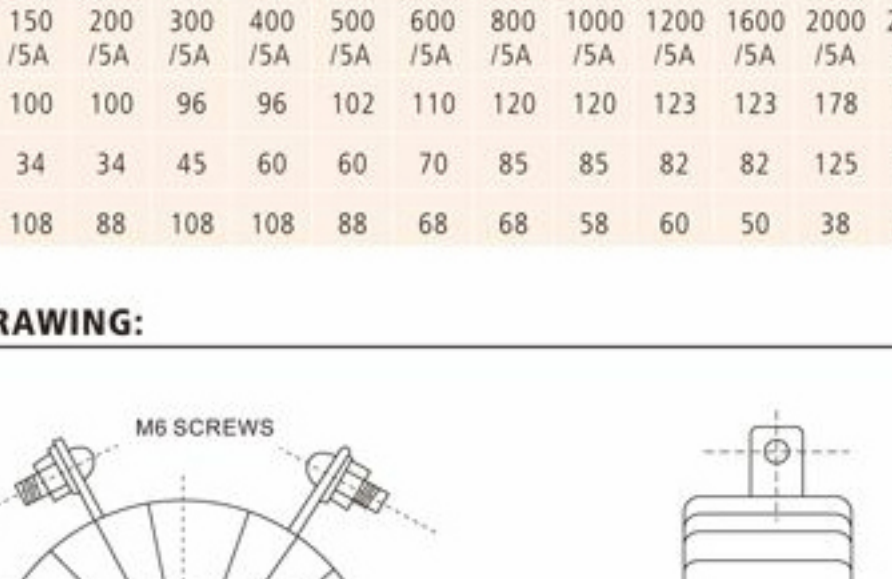 150 200 300 400 500 600 800 1000 1200 1600 2000
/5A /5A /5A /5A /5A /5A /5A /5A /5A /5A /5A
100 100 96 96 102 110 120 120 123 123 178
34 34 45 60 60 70 85 85 82 82 125
108 88 108 108 88 68 68 58 60 50 38
RAWING:
M6 SCREWS